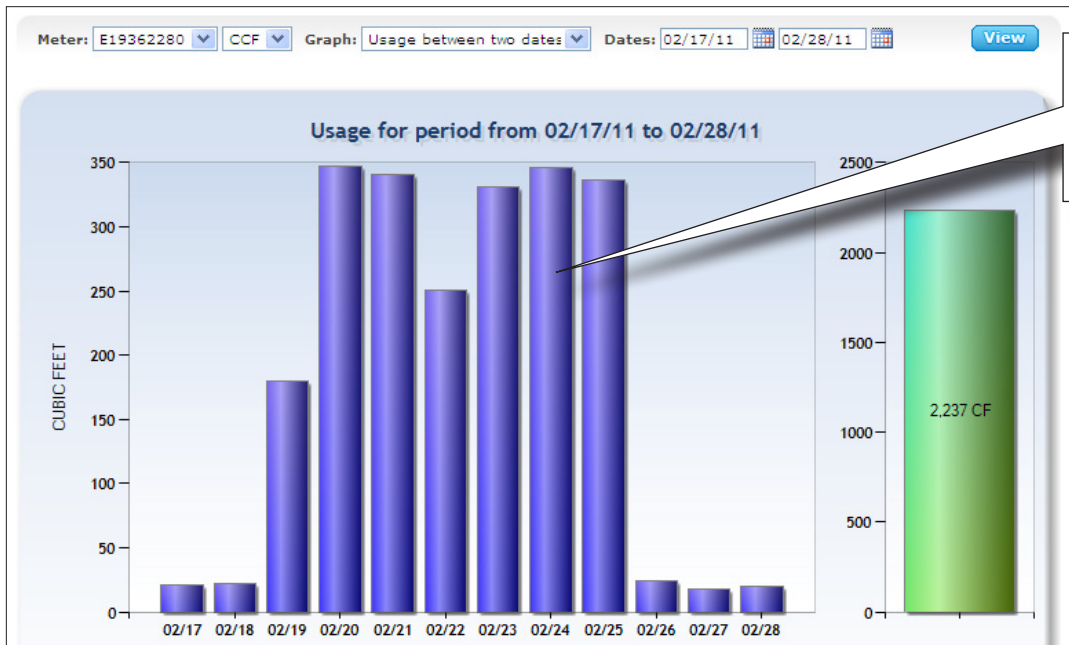 Meter: E19362280 CCF Graph: Usage between two dates Dates: 02/17/11 02/28/11 View
Usage for period from 02/17/11 to 02/28/11
350
300
250
200
150
100
50
0
CUBIC FEET
02/17 02/18 02/19 02/20 02/21 02/22 02/23 02/24 02/25 02/26 02/27 02/28
2500
2000
1500
1000
500
0
2,237 CF